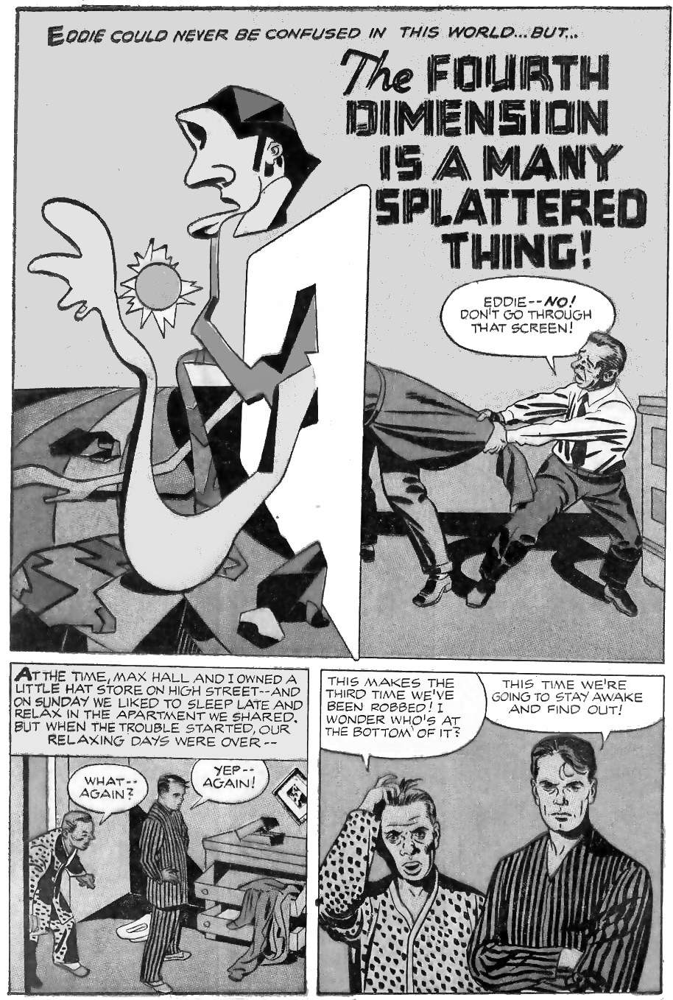 EDDIE COULD NEVER BE CONFUSED IN THIS WORLD...BUT...
The FOURTH
DIMENSION
IS A MANY
SPLATTERED
THING!
EDDIE--NO!
DON'T GO THROUGH
THAT SCREEN!
AT THE TIME, MAX HALL AND I OWNED A
LITTLE HAT STORE ON HIGH STREET--AND
ON SUNDAY WE LIKED TO SLEEP LATE AND
RELAX IN THE APARTMENT WE SHARED.
BUT WHEN THE TROUBLE STARTED, OUR
RELAXING DAYS WERE OVER--
WHAT--
AGAIN?
YEP--
AGAIN!
THIS MAKES THE
THIRD TIME WE'VE
BEEN ROBBED! I
WONDER WHO'S AT
THE BOTTOM OF IT?
THIS TIME WE'RE
GOING TO STAY AWAKE
AND FIND OUT!